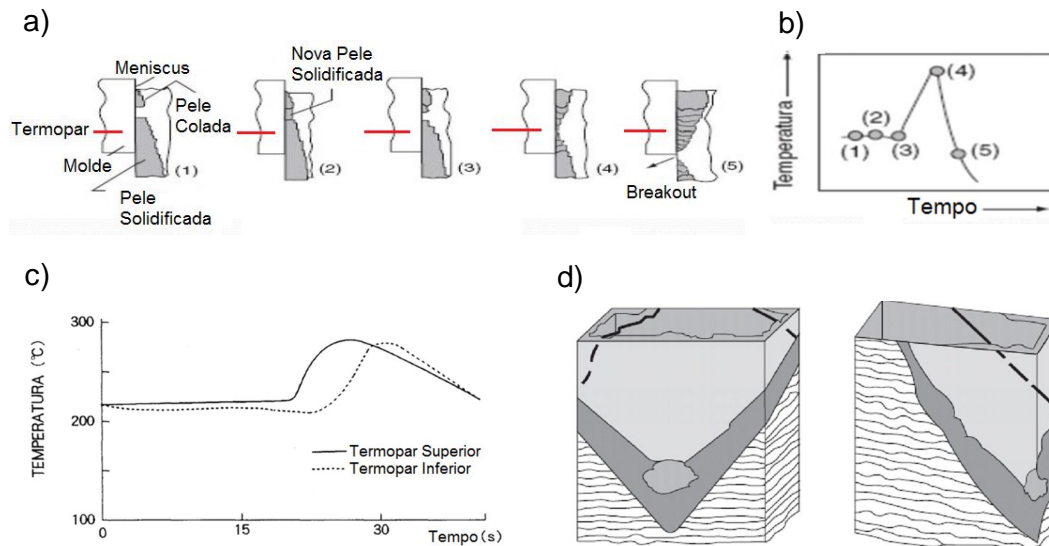 a)
Meniscus
Pele
Colada
Termopar
Molde
Pele
Solidificada
(1)
Nova Pele
Solidificada
(2)
(3)
(4)
(5)
Breakout
b)
Temperatura
(1)
(2)
(3)
(4)
(5)
Tempo
c)
TEMPERATURA (℃)
300
200
100
0
15
30
Tempo(s)
Termopar Superior
Termopar Inferior
d)